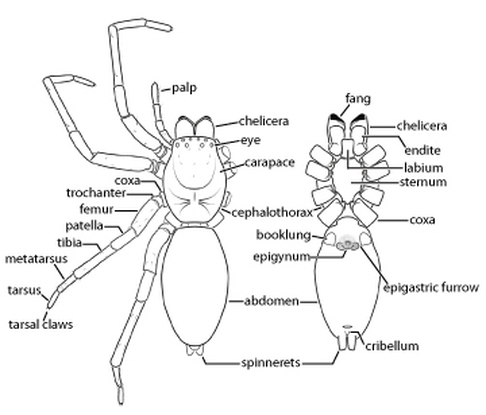 palp
chelicera
eye
carapace
coxa
trochanter
femur
patella
tibia
metatarsus
tarsus
tarsal claws
cephalothorax
fang
chelicera
endite
labium
sternum
coxa
booklung
epigynum
epigastric furrow
abdomen
cribellum
spinnerets